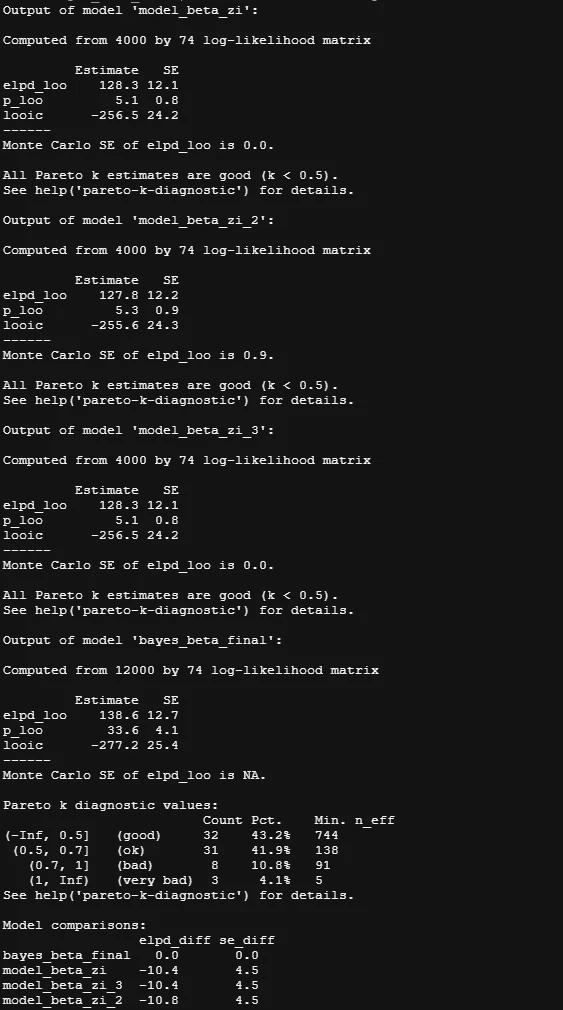 Output of model 'model_beta_zi':
Computed from 4000 by 74 log-likelihood matrix
Estimate SE
elpd_loo 128.3 12.1
p_loo 5.1 0.8
looic -256.5 24.2
------
Monte Carlo SE of elpd_loo is 0.0.
All Pareto k estimates are good (k < 0.5).
See help('pareto-k-diagnostic') for details.
Output of model 'model_beta_zi_2':
Computed from 4000 by 74 log-likelihood matrix
Estimate SE
elpd_loo 127.8 12.2
p_loo 5.3 0.9
looic -255.6 24.3
------
Monte Carlo SE of elpd_loo is 0.9.
All Pareto k estimates are good (k < 0.5).
See help('pareto-k-diagnostic') for details.
Output of model 'model_beta_zi_3':
Computed from 4000 by 74 log-likelihood matrix
Estimate SE
elpd_loo 128.3 12.1
p_loo 5.1 0.8
looic -256.5 24.2
------
Monte Carlo SE of elpd_loo is 0.0.
All Pareto k estimates are good (k < 0.5).
See help('pareto-k-diagnostic') for details.
Output of model 'bayes_beta_final':
Computed from 12000 by 74 log-likelihood matrix
Estimate SE
elpd_loo 138.6 12.7
p_loo 33.6 4.1
looic -277.2 25.4
------
Monte Carlo SE of elpd_loo is NA.
Pareto k diagnostic values:
Count Pct. Min. n_eff
(-Inf, 0.5] (good) 32 43.2% 744
(0.5, 0.7] (ok) 31 41.9% 138
(0.7, 1] (bad) 8 10.8% 91
(1, Inf) (very bad) 3 4.1% 5
See help('pareto-k-diagnostic') for details.
Model comparisons:
elpd_diff se_diff
bayes_beta_final 0.0 0.0
model_beta_zi -10.4 4.5
model_beta_zi_3 -10.4 4.5
model_beta_zi_2 -10.8 4.5